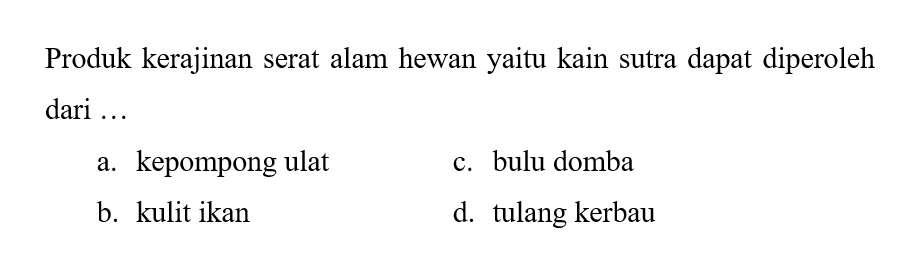 Produk kerajinan serat alam hewan yaitu kain sutra dapat diperoleh
dari …
a. kepompong ulat c. bulu domba
b. kulit ikan d. tulang kerbau